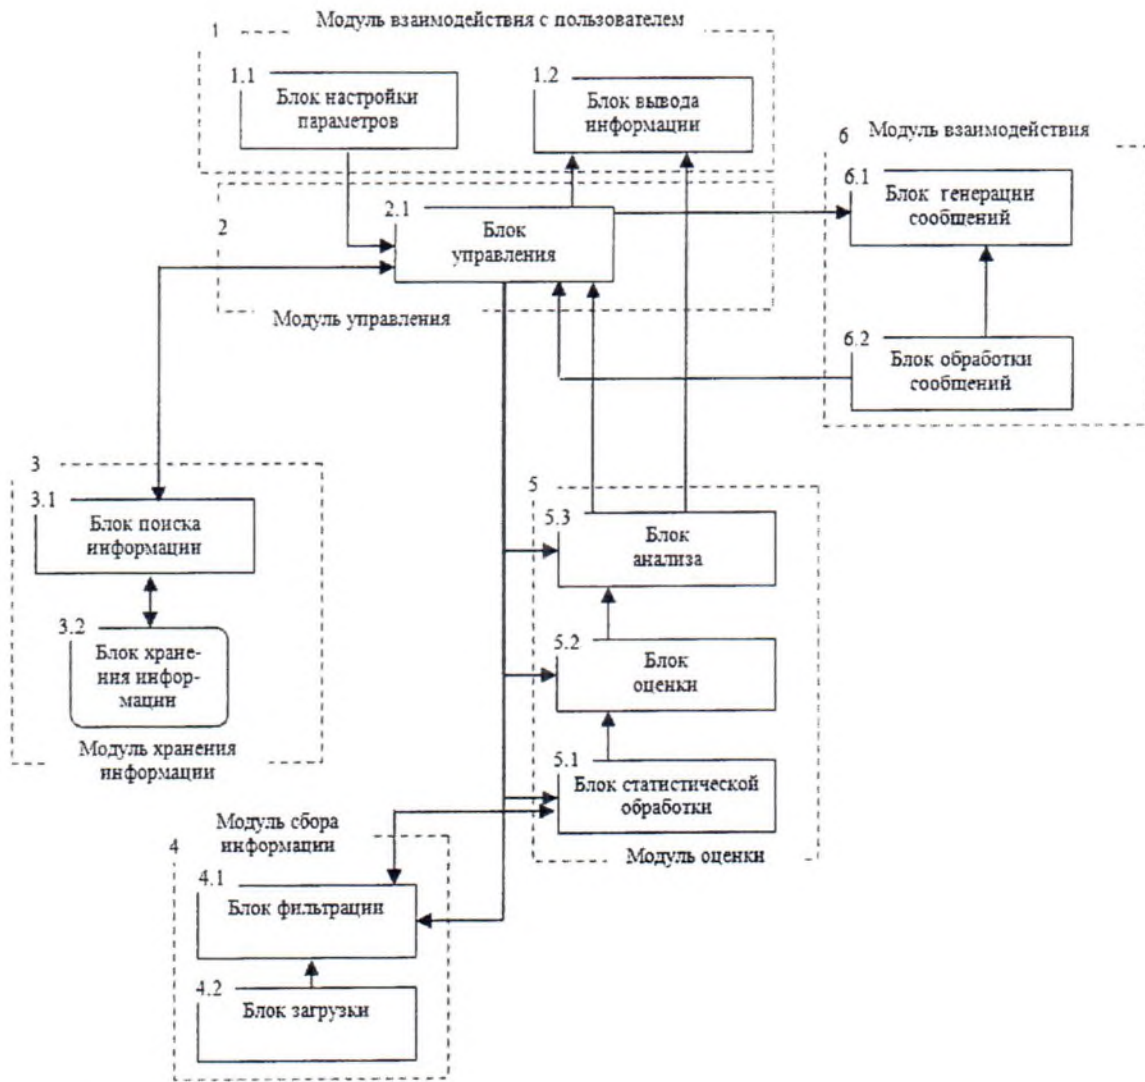 1
Модуль взаимодействия с пользователем
1.1
Блок настройки
параметров
1.2
Блок вывода
информации
6
Модуль взаимодействия
6.1
Блок генерации
сообщений
2
2.1
Блок
управления
Модуль управления
6.2
Блок обработки
сообщений
3
3.1
Блок поиска
информации
3.2
Блок хране-
ния инфор-
мации
Модуль хранения
информации
5
5.3
Блок
анализа
5.2
Блок
оценки
5.1
Блок статистической
обработки
Модуль оценки
Модуль сбора
информации
4
4.1
Блок фильтрации
4.2
Блок загрузки